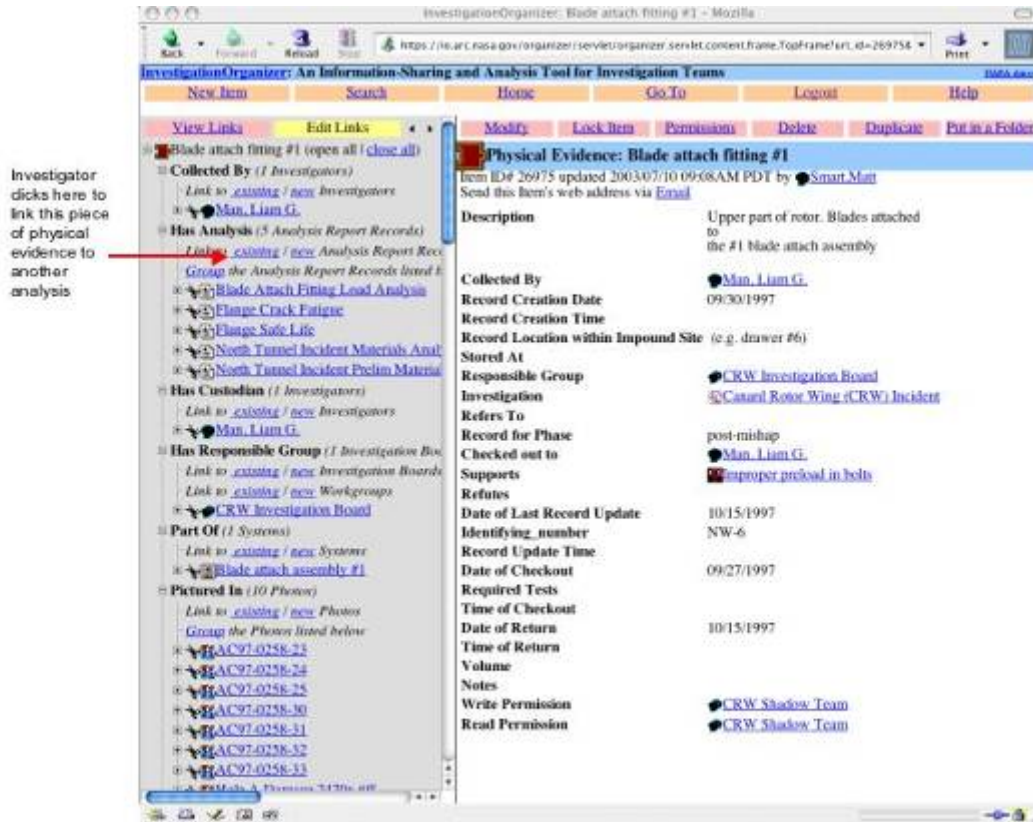 InvestigationOrganizer: Blade attach fitting #1 - Mozilla
Back Forward Reload Stop
Print
InvestigationOrganizer: An Information-Sharing and Analysis Tool for Investigation Teams
New Item Search Home Go To Logout Help
View Links Edit Links
Blade attach fitting #1 (open all | close all)
Collected By (1 Investigators)
Link to existing / new Investigators
Man, Liam G.
Has Analysis (5 Analysis Report Records)
Link to existing / new Analysis Report Rec
Group the Analysis Report Records listed
Blade Attach Fitting Load Analysis
Flange Crack Fatigue
Flange Safe Life
North Tunnel Incident Materials Anal
North Tunnel Incident Prelim Material
Has Custodian (1 Investigators)
Link to existing / new Investigators
Man, Liam G.
Has Responsible Group (1 Investigation Boa
Link to existing / new Investigation Boards
Link to existing / new Workgroups
CRW Investigation Board
Part Of (1 Systems)
Link to existing / new Systems
Blade attach assembly #1
Pictured In (10 Photos)
Link to existing / new Photos
Group the Photos listed below
AC97-0258-23
AC97-0258-24
AC97-0258-25
AC97-0258-30
AC97-0258-31
AC97-0258-32
AC97-0258-33
Investigator
clicks here to
link this piece
of physical
evidence to
another
analysis
Modify Lock Item Permissions Delete Duplicate Put in a Folder
Physical Evidence: Blade attach fitting #1
Item ID# 26975 updated 2003/07/10 09:08AM PDT by Smart,Matt
Send this Item's web address via Email
Description Upper part of rotor. Blades attached
to
the #1 blade attach assembly
Collected By Man, Liam G.
Record Creation Date 09/30/1997
Record Creation Time
Record Location within Impound Site (e.g. drawer #6)
Stored At
Responsible Group CRW Investigation Board
Investigation Canard Rotor Wing (CRW) Incident
Refers To
Record for Phase post-mishap
Checked out to Man, Liam G.
Supports Improper preload in bolts
Refutes
Date of Last Record Update 10/15/1997
Identifying_number NW-6
Record Update Time
Date of Checkout 09/27/1997
Required Tests
Time of Checkout
Date of Return 10/15/1997
Time of Return
Volume
Notes
Write Permission CRW Shadow Team
Read Permission CRW Shadow Team